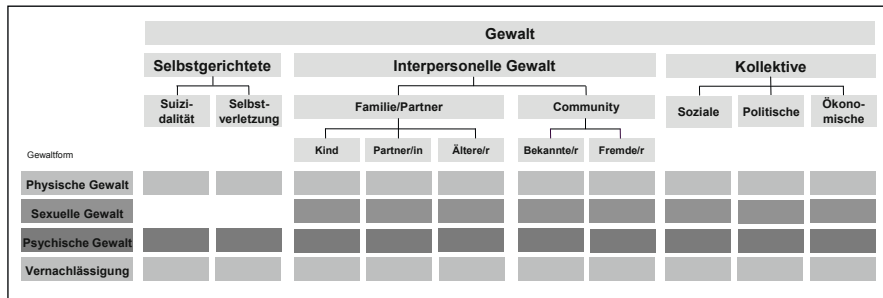 Gewalt
Selbstgerichtete
Interpersonelle Gewalt
Kollektive
Suizi-
dalität
Selbst-
verletzung
Familie/Partner
Community
Soziale
Politische
Ökono-
mische
Kind
Partner/in
Ältere/r
Bekannte/r
Fremde/r
Gewaltform
Physische Gewalt
Sexuelle Gewalt
Psychische Gewalt
Vernachlässigung